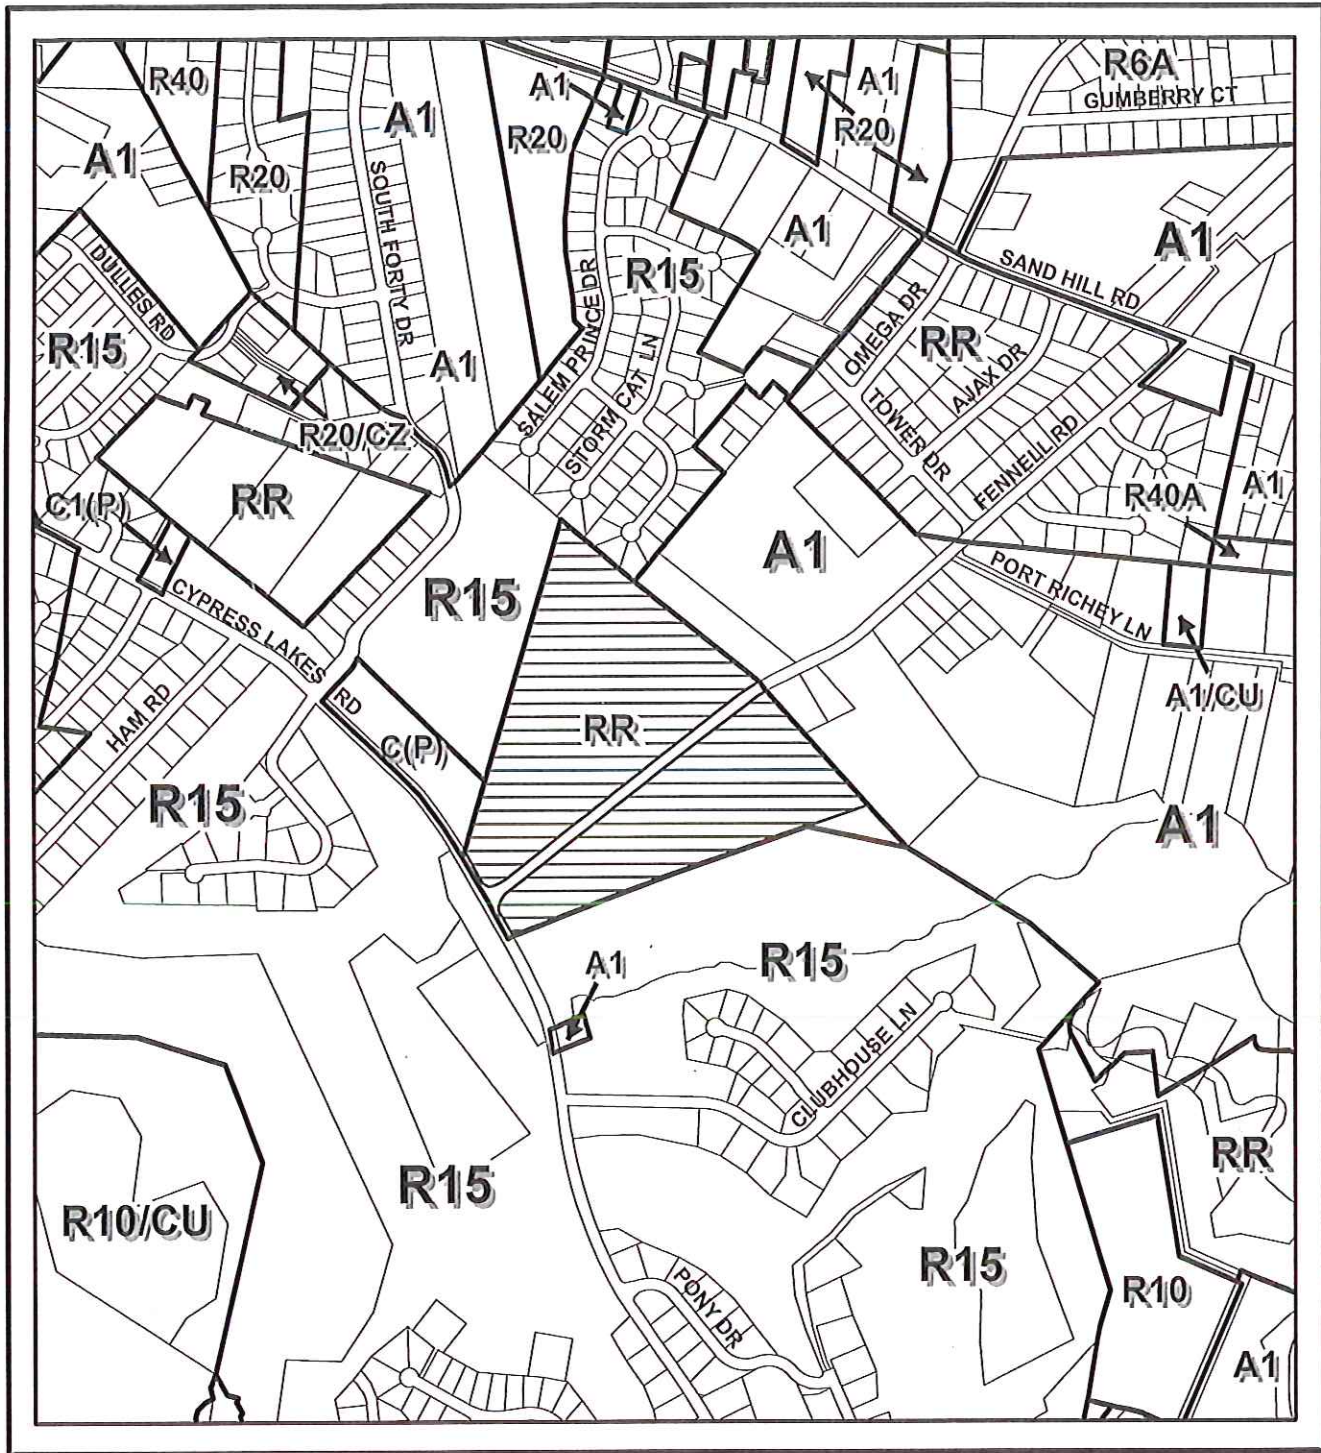 R40
A1
R20
A1
SOUTH FORTY DR
A1
R20
A1
R20
R6A
GUMBERRY CT
A1
A1
SAND HILL RD
DULLES RD
R15
R15
SALEM PRINCE DR
STORM CAT LN
A1
OMEGA DR
RR
AJAX DR
TOWER DR
FENNELL RD
R20/CZ
RR
C1(P)
R40A
A1
A1
PORT RICHEY LN
R15
CYPRESS LAKES RD
HAM RD
A1/CU
RR
C(P)
R15
A1
A1
R15
CLUBHOUSE LN
R15
RR
R10/CU
R15
R10
PONY DR
A1